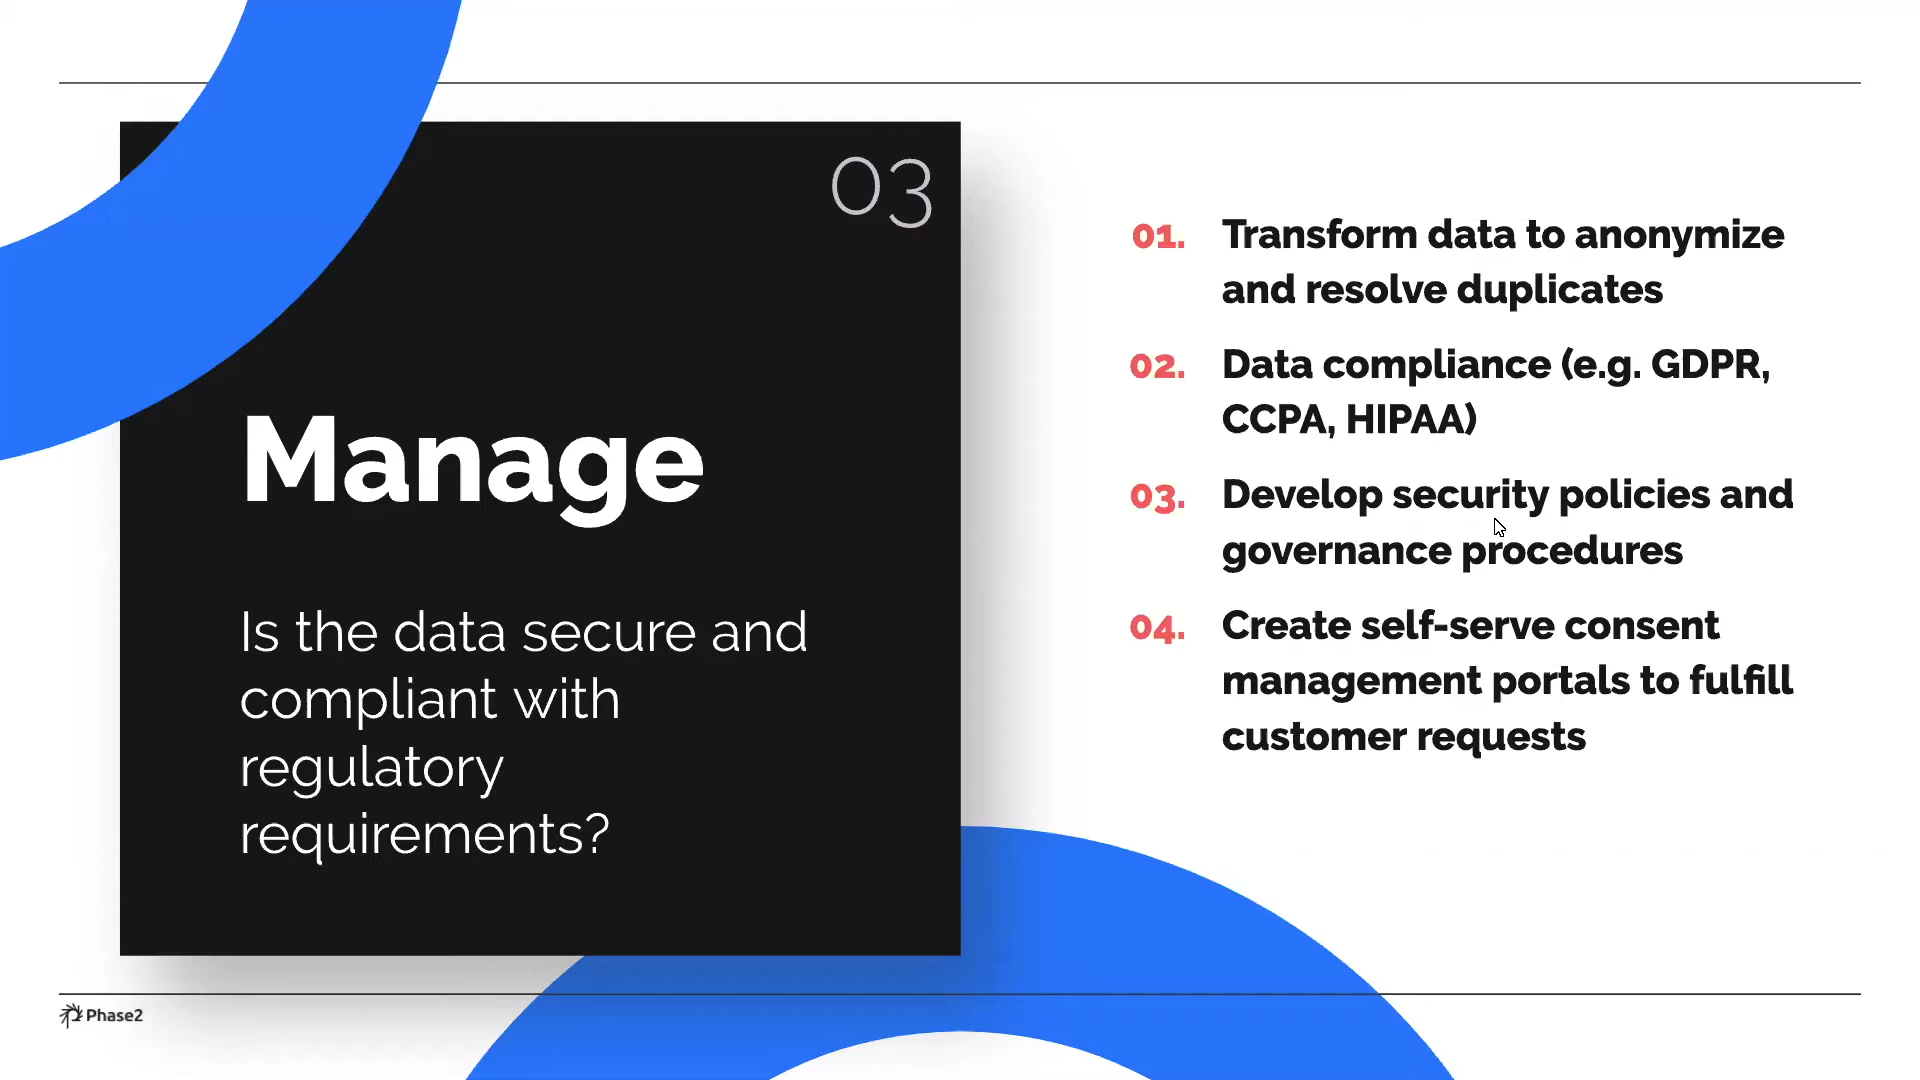 03
Manage
Is the data secure and
compliant with
regulatory
requirements?
01. Transform data to anonymize
and resolve duplicates
02. Data compliance (e.g. GDPR,
CCPA, HIPAA)
03. Develop security policies and
governance procedures
04. Create self-serve consent
management portals to fulfill
customer requests
Phase2